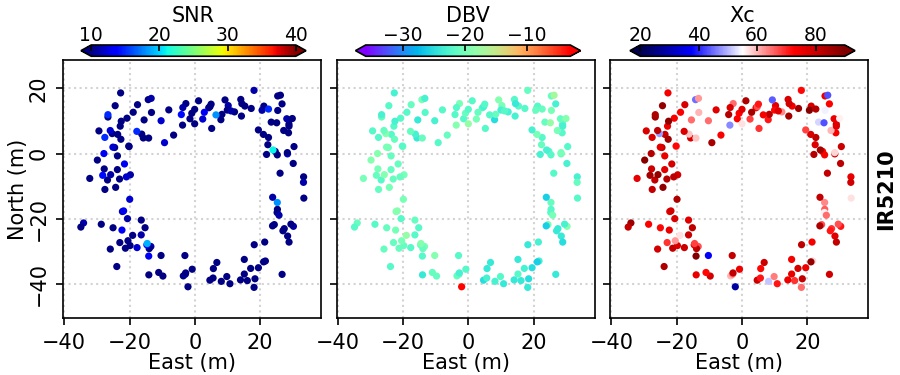 SNR DBV Xc
10 20 30 40 −30 −20 −10 20 40 60 80
20
0
−20
−40
North (m)
−40 −20 0 20 −40 −20 0 20 −40 −20 0 20
East (m) East (m) East (m)
IR5210